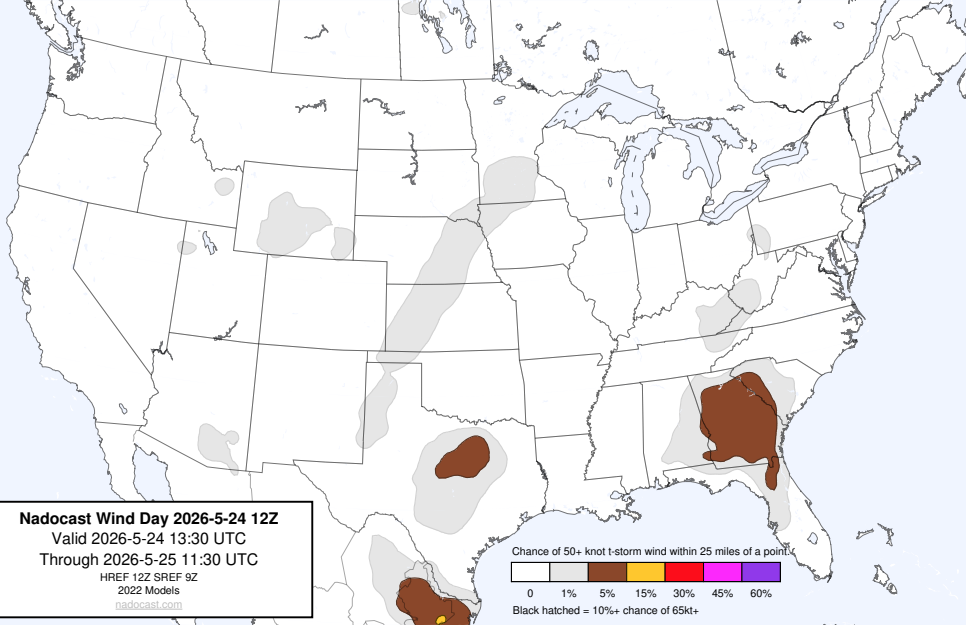 Nadocast Wind Day 2026-5-24 12Z
Valid 2026-5-24 13:30 UTC
Through 2026-5-25 11:30 UTC
HREF 12Z SREF 9Z
2022 Models
nadocast.com
Chance of 50+ knot t-storm wind within 25 miles of a point.
0 1% 5% 15% 30% 45% 60%
Black hatched = 10%+ chance of 65kt+